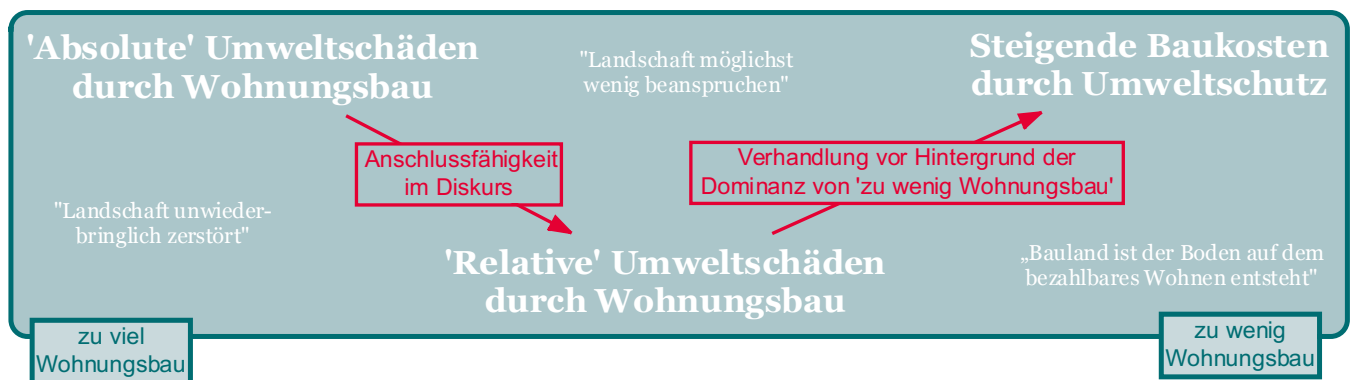 'Absolute' Umweltschäden
durch Wohnungsbau
"Landschaft möglichst
wenig beanspruchen"
Steigende Baukosten
durch Umweltschutz
Anschlussfähigkeit
im Diskurs
Verhandlung vor Hintergrund der
Dominanz von 'zu wenig Wohnungsbau'
"Landschaft unwieder-
bringlich zerstört"
'Relative' Umweltschäden
durch Wohnungsbau
„Bauland ist der Boden auf dem
bezahlbares Wohnen entsteht"
zu viel
Wohnungsbau
zu wenig
Wohnungsbau